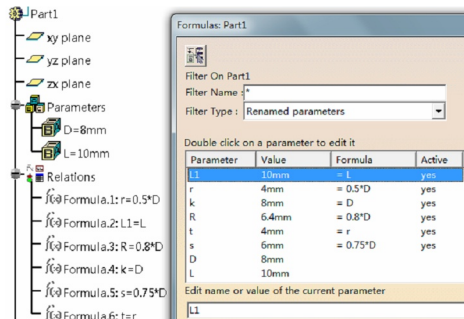 Part1
xy plane
yz plane
zx plane
Parameters
D=8mm
L=10mm
Relations
f(x) Formula.1: r=0.5*D
f(x) Formula.2: L1=L
f(x) Formula.3: R=0.8*D
f(x) Formula.4: k=D
f(x) Formula.5: s=0.75*D
f(x) Formula.6: t=r
Formulas: Part1
Filter On Part1
Filter Name : *
Filter Type : Renamed parameters
Double click on a parameter to edit it
Parameter Value Formula Active
L1 10mm = L yes
r 4mm = 0.5*D yes
k 8mm = D yes
R 6.4mm = 0.8*D yes
t 4mm = r yes
s 6mm = 0.75*D yes
D 8mm
L 10mm
Edit name or value of the current parameter
L1